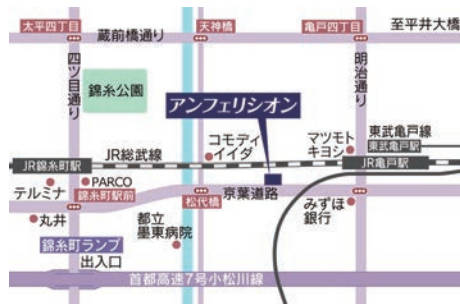 太平四丁目
天神橋
亀戸四丁目
至平井大橋
蔵前橋通り
四ツ目通り
錦糸公園
明治通り
アンフェリシオン
コモディ
イイダ
マツモト
キヨシ
東武亀戸線
東武亀戸駅
JR総武線
JR錦糸町駅
JR亀戸駅
テルミナ
PARCO
錦糸町駅前
松代橋
京葉道路
丸井
都立
墨東病院
みずほ
銀行
錦糸町ランプ
出入口
首都高速7号小松川線